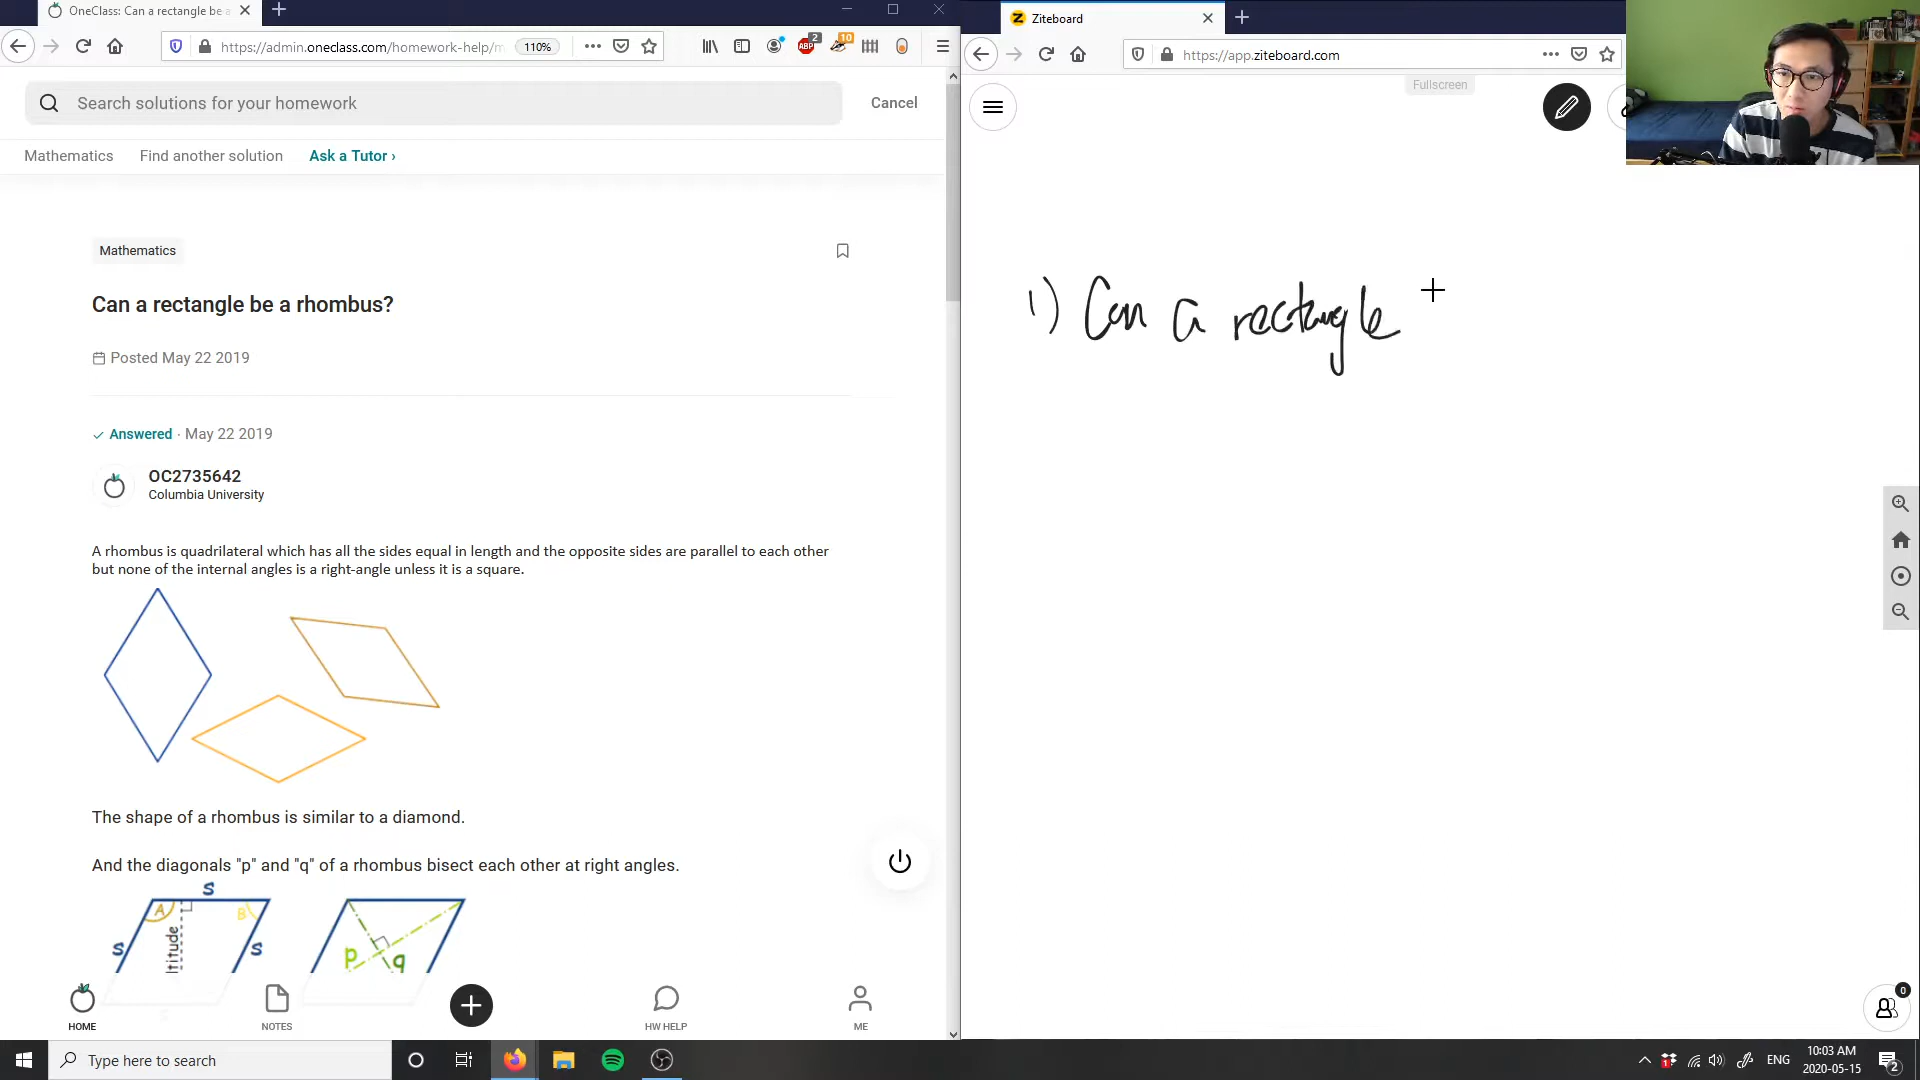 OneClass: Can a rectangle be a
https://admin.oneclass.com/homework-help/m
110%
2
10
Search solutions for your homework
Cancel
Mathematics
Find another solution
Ask a Tutor ›
Mathematics
Can a rectangle be a rhombus?
Posted May 22 2019
Answered · May 22 2019
OC2735642
Columbia University
A rhombus is quadrilateral which has all the sides equal in length and the opposite sides are parallel to each other
but none of the internal angles is a right-angle unless it is a square.
The shape of a rhombus is similar to a diamond.
And the diagonals "p" and "q" of a rhombus bisect each other at right angles.
S
A
B
S
S
ltitude
p
q
HOME
NOTES
HW HELP
ME
Ziteboard
https://app.ziteboard.com
Fullscreen
1) Can a rectangle
0
Type here to search
ENG
10:03 AM
2020-05-15
2